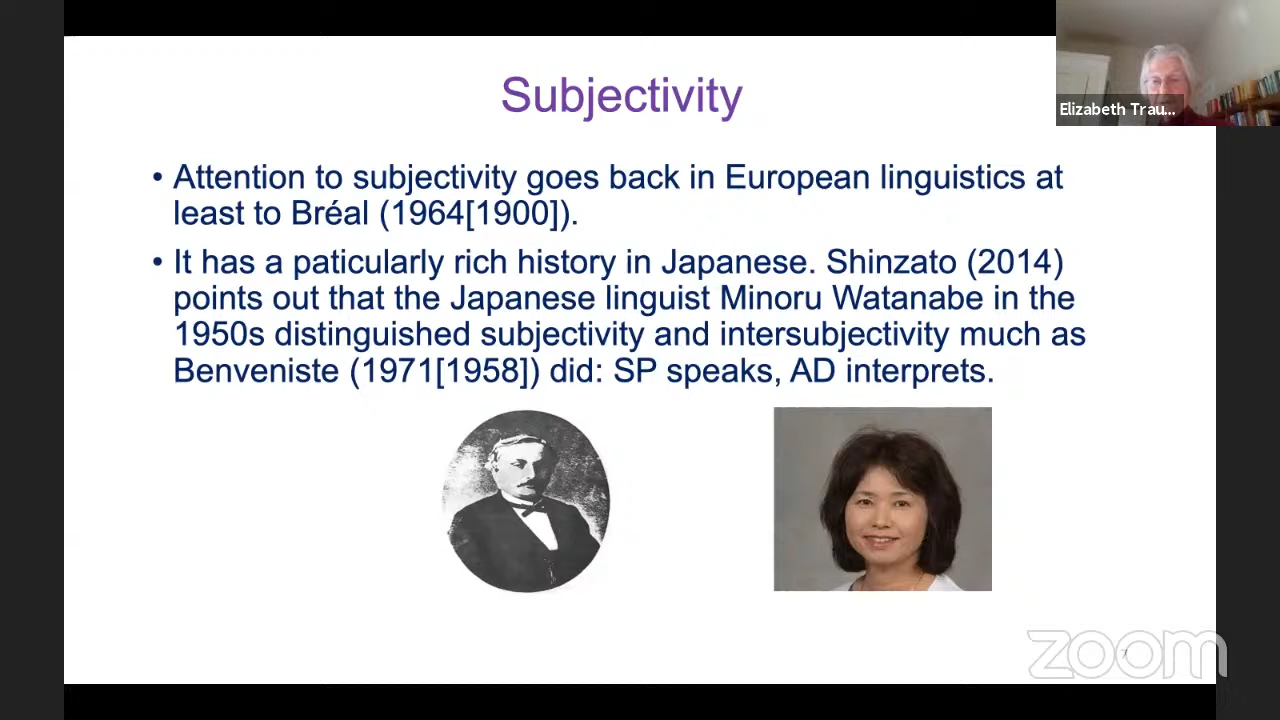 Subjectivity
Elizabeth Trau...
• Attention to subjectivity goes back in European linguistics at
least to Bréal (1964[1900]).
• It has a paticularly rich history in Japanese. Shinzato (2014)
points out that the Japanese linguist Minoru Watanabe in the
1950s distinguished subjectivity and intersubjectivity much as
Benveniste (1971[1958]) did: SP speaks, AD interprets.
zoom
7